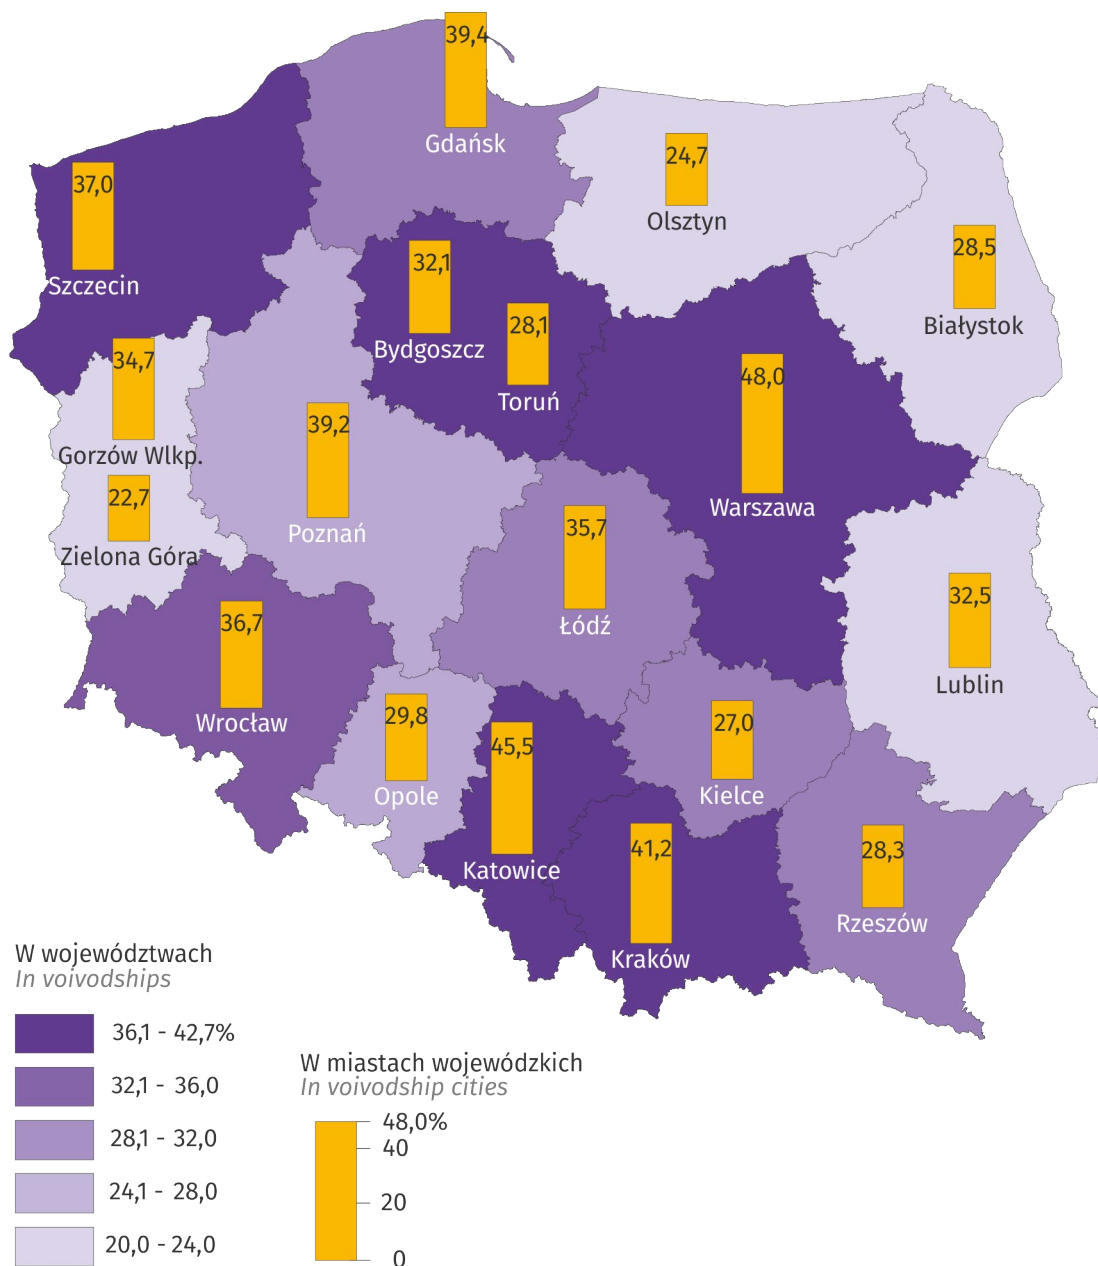 39,4
Gdańsk
24,7
Olsztyn
37,0
Szczecin
28,5
Białystok
32,1
Bydgoszcz
28,1
Toruń
34,7
Gorzów Wlkp.
48,0
Warszawa
39,2
Poznań
22,7
Zielona Góra
35,7
Łódź
32,5
Lublin
36,7
Wrocław
29,8
Opole
45,5
Katowice
27,0
Kielce
41,2
Kraków
28,3
Rzeszów
W województwach
In voivodships
36,1 - 42,7%
32,1 - 36,0
28,1 - 32,0
24,1 - 28,0
20,0 - 24,0
W miastach wojewódzkich
In voivodship cities
48,0%
40
20
0